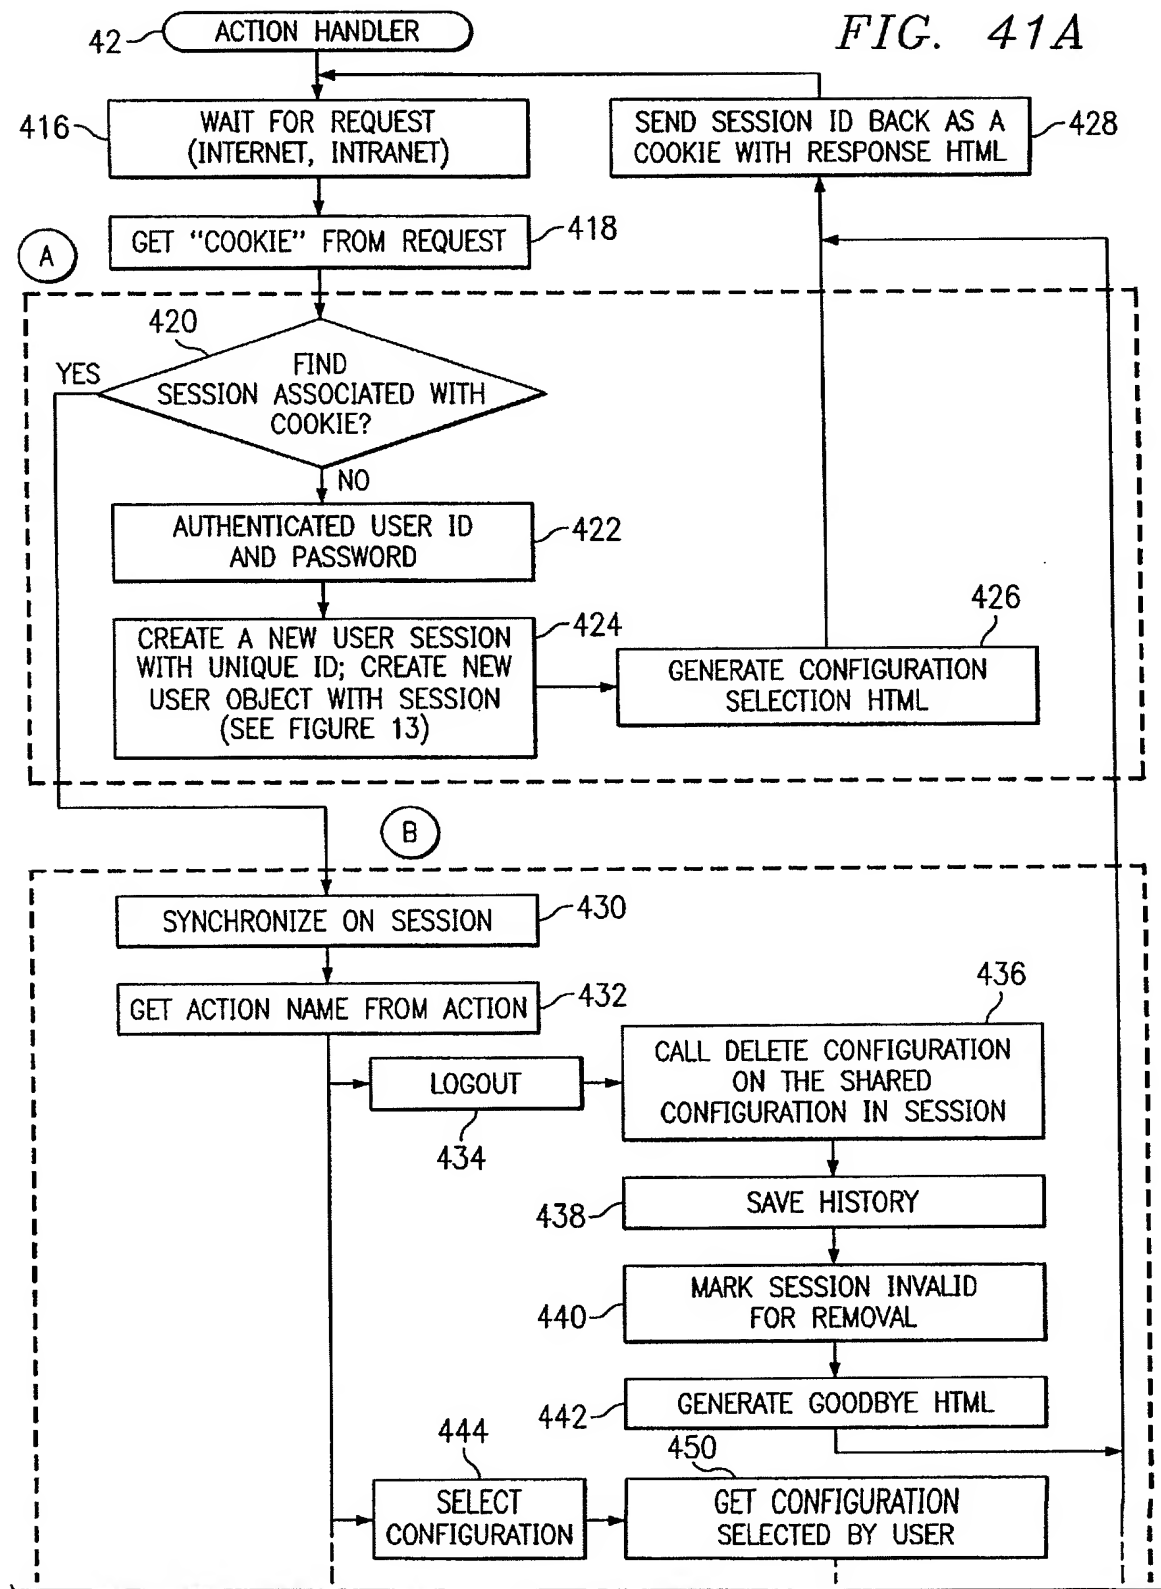 FIG. 41A
42
ACTION HANDLER
416
WAIT FOR REQUEST
(INTERNET, INTRANET)
SEND SESSION ID BACK AS A
COOKIE WITH RESPONSE HTML
428
GET "COOKIE" FROM REQUEST
418
A
420
YES
FIND
SESSION ASSOCIATED WITH
COOKIE?
NO
AUTHENTICATED USER ID
AND PASSWORD
422
CREATE A NEW USER SESSION
WITH UNIQUE ID; CREATE NEW
USER OBJECT WITH SESSION
(SEE FIGURE 13)
424
426
GENERATE CONFIGURATION
SELECTION HTML
B
SYNCHRONIZE ON SESSION
430
GET ACTION NAME FROM ACTION
432
LOGOUT
434
436
CALL DELETE CONFIGURATION
ON THE SHARED
CONFIGURATION IN SESSION
438
SAVE HISTORY
440
MARK SESSION INVALID
FOR REMOVAL
442
GENERATE GOODBYE HTML
444
SELECT
CONFIGURATION
450
GET CONFIGURATION
SELECTED BY USER